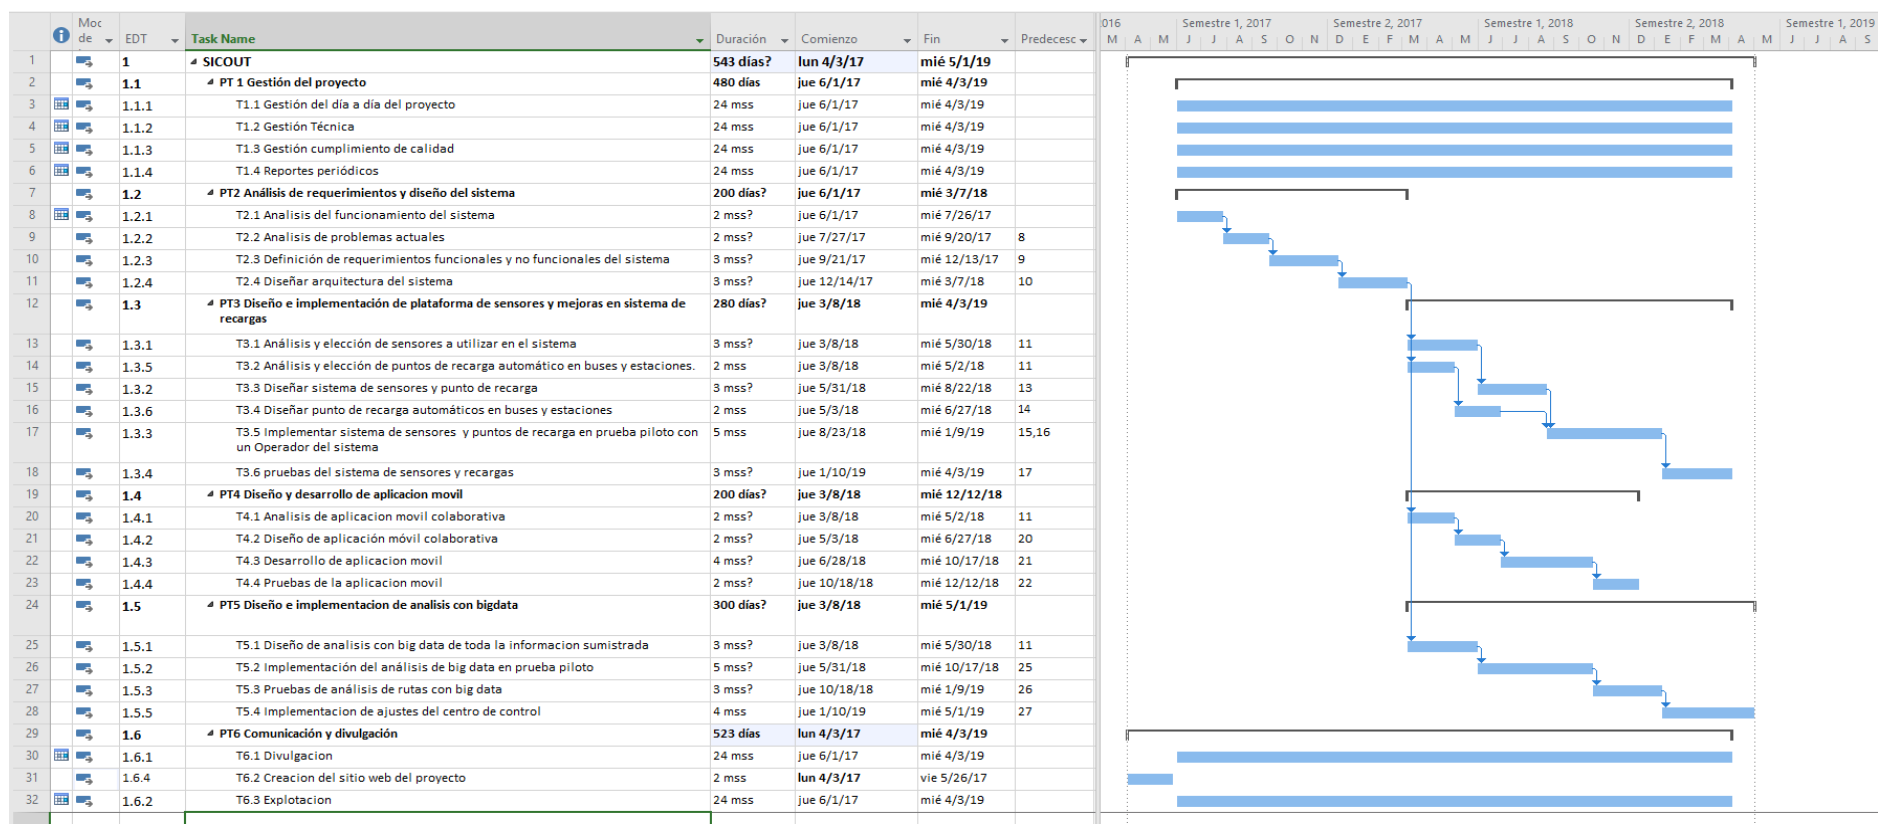 Moc
de
EDT
Task Name
Duración
Comienzo
Fin
Predecesc
016
Semestre 1, 2017
Semestre 2, 2017
Semestre 1, 2018
Semestre 2, 2018
Semestre 1, 2019
M A M J J A S O N D E F M A M J J A S O N D E F M A M J J A S
1 1 SICOUT 543 días? lun 4/3/17 mié 5/1/19
2 1.1 PT 1 Gestión del proyecto 480 días jue 6/1/17 mié 4/3/19
3 1.1.1 T1.1 Gestión del día a día del proyecto 24 mss jue 6/1/17 mié 4/3/19
4 1.1.2 T1.2 Gestión Técnica 24 mss jue 6/1/17 mié 4/3/19
5 1.1.3 T1.3 Gestión cumplimiento de calidad 24 mss jue 6/1/17 mié 4/3/19
6 1.1.4 T1.4 Reportes periódicos 24 mss jue 6/1/17 mié 4/3/19
7 1.2 PT2 Análisis de requerimientos y diseño del sistema 200 días? jue 6/1/17 mié 3/7/18
8 1.2.1 T2.1 Analisis del funcionamiento del sistema 2 mss? jue 6/1/17 mié 7/26/17
9 1.2.2 T2.2 Analisis de problemas actuales 2 mss? jue 7/27/17 mié 9/20/17 8
10 1.2.3 T2.3 Definición de requerimientos funcionales y no funcionales del sistema 3 mss? jue 9/21/17 mié 12/13/17 9
11 1.2.4 T2.4 Diseñar arquitectura del sistema 3 mss? jue 12/14/17 mié 3/7/18 10
12 1.3 PT3 Diseño e implementación de plataforma de sensores y mejoras en sistema de 280 días? jue 3/8/18 mié 4/3/19
recargas
13 1.3.1 T3.1 Análisis y elección de sensores a utilizar en el sistema 3 mss? jue 3/8/18 mié 5/30/18 11
14 1.3.5 T3.2 Análisis y elección de puntos de recarga automático en buses y estaciones. 2 mss jue 3/8/18 mié 5/2/18 11
15 1.3.2 T3.3 Diseñar sistema de sensores y punto de recarga 3 mss? jue 5/31/18 mié 8/22/18 13
16 1.3.6 T3.4 Diseñar punto de recarga automáticos en buses y estaciones 2 mss jue 5/3/18 mié 6/27/18 14
17 1.3.3 T3.5 Implementar sistema de sensores y puntos de recarga en prueba piloto con 5 mss jue 8/23/18 mié 1/9/19 15,16
un Operador del sistema
18 1.3.4 T3.6 pruebas del sistema de sensores y recargas 3 mss? jue 1/10/19 mié 4/3/19 17
19 1.4 PT4 Diseño y desarrollo de aplicacion movil 200 días? jue 3/8/18 mié 12/12/18
20 1.4.1 T4.1 Analisis de aplicacion movil colaborativa 2 mss? jue 3/8/18 mié 5/2/18 11
21 1.4.2 T4.2 Diseño de aplicación móvil colaborativa 2 mss? jue 5/3/18 mié 6/27/18 20
22 1.4.3 T4.3 Desarrollo de aplicacion movil 4 mss? jue 6/28/18 mié 10/17/18 21
23 1.4.4 T4.4 Pruebas de la aplicacion movil 2 mss? jue 10/18/18 mié 12/12/18 22
24 1.5 PT5 Diseño e implementacion de analisis con bigdata 300 días? jue 3/8/18 mié 5/1/19
25 1.5.1 T5.1 Diseño de analisis con big data de toda la informacion sumistrada 3 mss? jue 3/8/18 mié 5/30/18 11
26 1.5.2 T5.2 Implementación del análisis de big data en prueba piloto 5 mss? jue 5/31/18 mié 10/17/18 25
27 1.5.3 T5.3 Pruebas de análisis de rutas con big data 3 mss? jue 10/18/18 mié 1/9/19 26
28 1.5.5 T5.4 Implementacion de ajustes del centro de control 4 mss jue 1/10/19 mié 5/1/19 27
29 1.6 PT6 Comunicación y divulgación 523 días lun 4/3/17 mié 4/3/19
30 1.6.1 T6.1 Divulgacion 24 mss jue 6/1/17 mié 4/3/19
31 1.6.4 T6.2 Creacion del sitio web del proyecto 2 mss lun 4/3/17 vie 5/26/17
32 1.6.2 T6.3 Explotacion 24 mss jue 6/1/17 mié 4/3/19